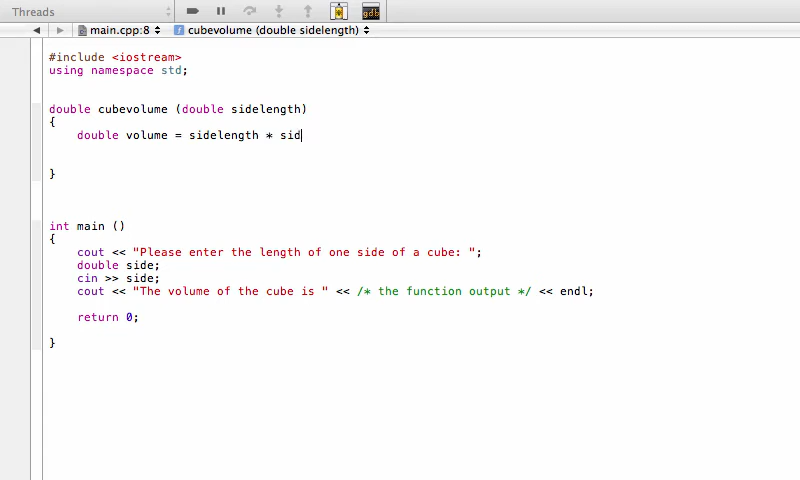 Threads
gdb
main.cpp:8 f cubevolume (double sidelength)
#include <iostream>
using namespace std;
double cubevolume (double sidelength)
{
double volume = sidelength * sid
}
int main ()
{
cout << "Please enter the length of one side of a cube: ";
double side;
cin >> side;
cout << "The volume of the cube is " << /* the function output */ << endl;
return 0;
}